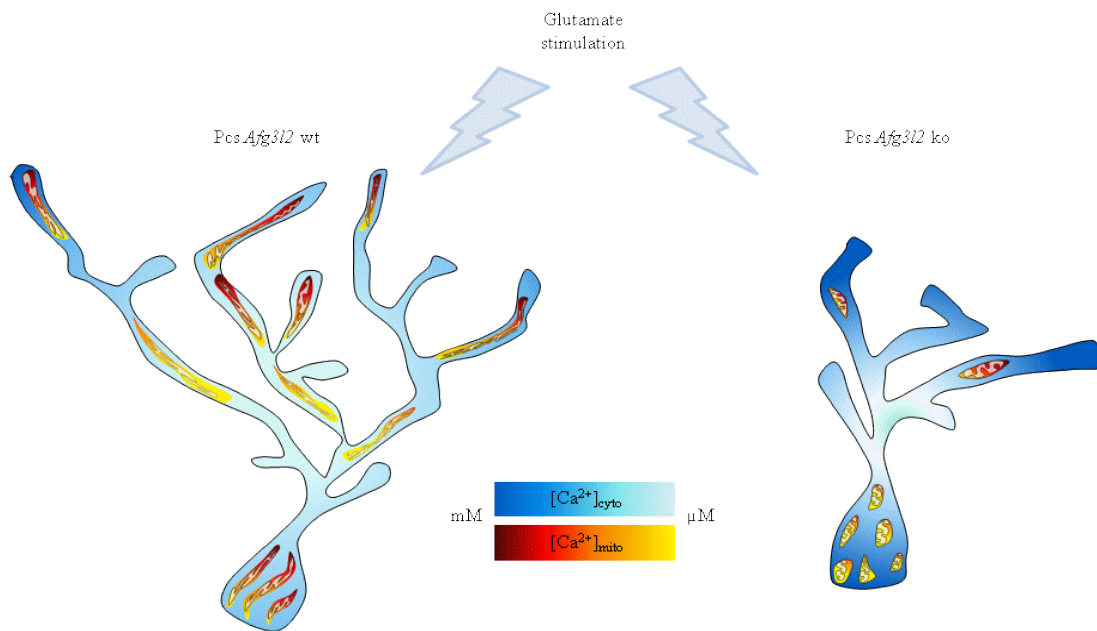 Glutamate
stimulation
Pcs Afg3l2 wt
Pcs Afg3l2 ko
mM
[Ca²⁺]cyto
µM
[Ca²⁺]mito